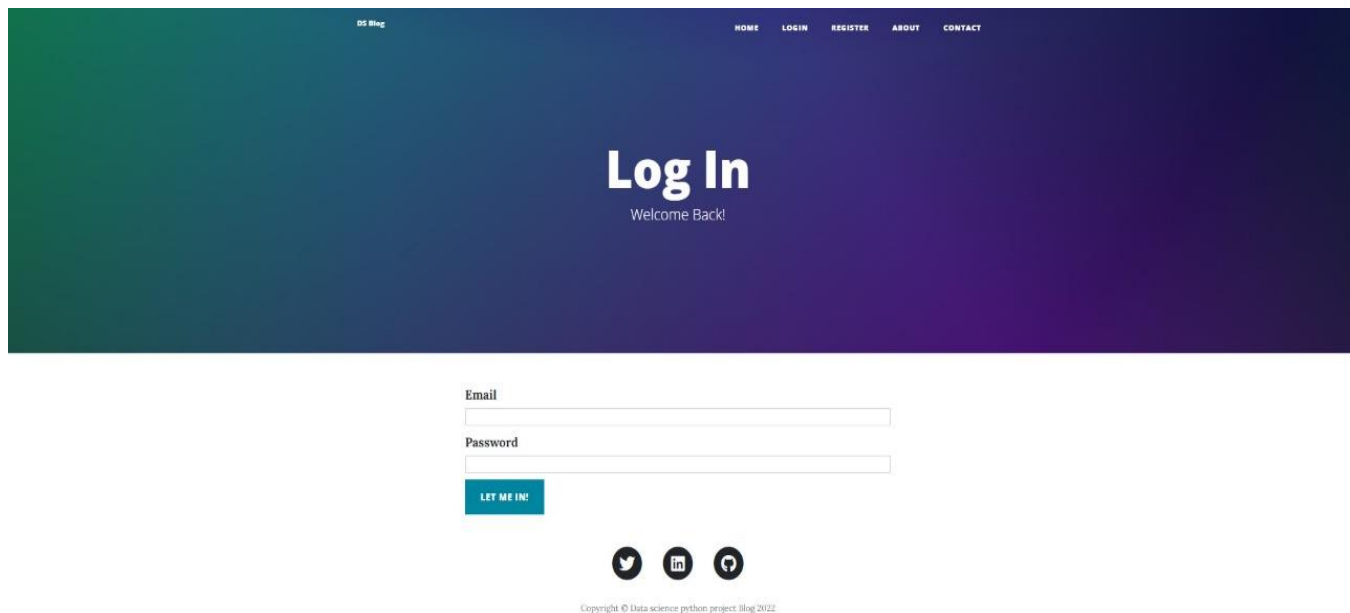 DS Blog
HOME LOGIN REGISTER ABOUT CONTACT
Log In
Welcome Back!
Email
Password
LET ME IN!
in
Copyright © Data science python project Blog 2022